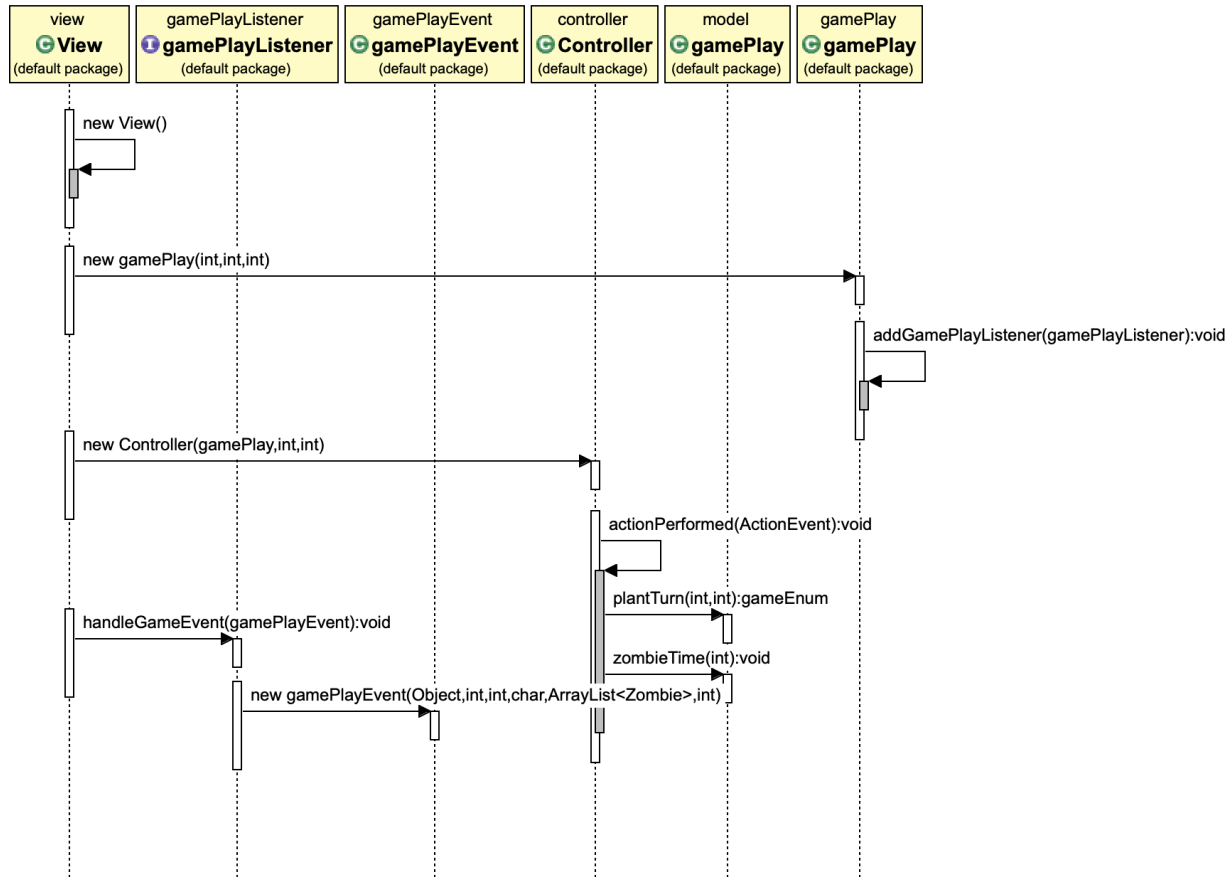 view
C View
(default package)
gamePlayListener
I gamePlayListener
(default package)
gamePlayEvent
C gamePlayEvent
(default package)
controller
C Controller
(default package)
model
C gamePlay
(default package)
gamePlay
C gamePlay
(default package)
new View()
new gamePlay(int,int,int)
addGamePlayListener(gamePlayListener):void
new Controller(gamePlay,int,int)
actionPerformed(ActionEvent):void
plantTurn(int,int):gameEnum
handleGameEvent(gamePlayEvent):void
zombieTime(int):void
new gamePlayEvent(Object,int,int,char,ArrayList<Zombie>,int)